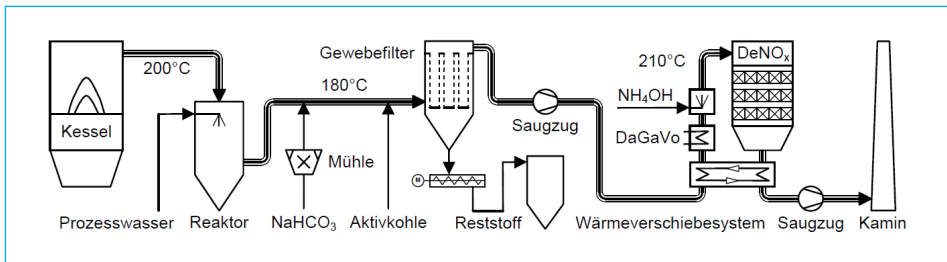 Kessel
200°C
Prozesswasser
Reaktor
180°C
Mühle
NaHCO₃
Aktivkohle
Gewebefilter
M
Reststoff
Saugzug
210°C
NH₄OH
DaGaVo
DeNOₓ
Wärmeverschiebesystem
Saugzug
Kamin